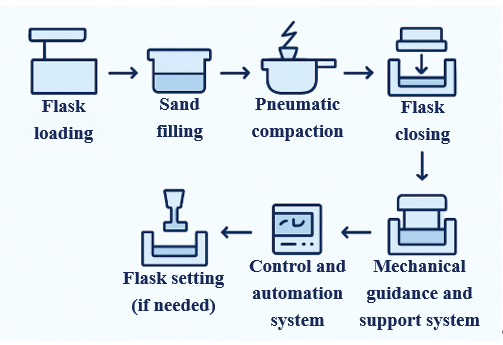 Flask
loading
Sand
filling
Pneumatic
compaction
Flask
closing
Flask setting
(if needed)
Control and
automation
system
Mechanical
guidance and
support system